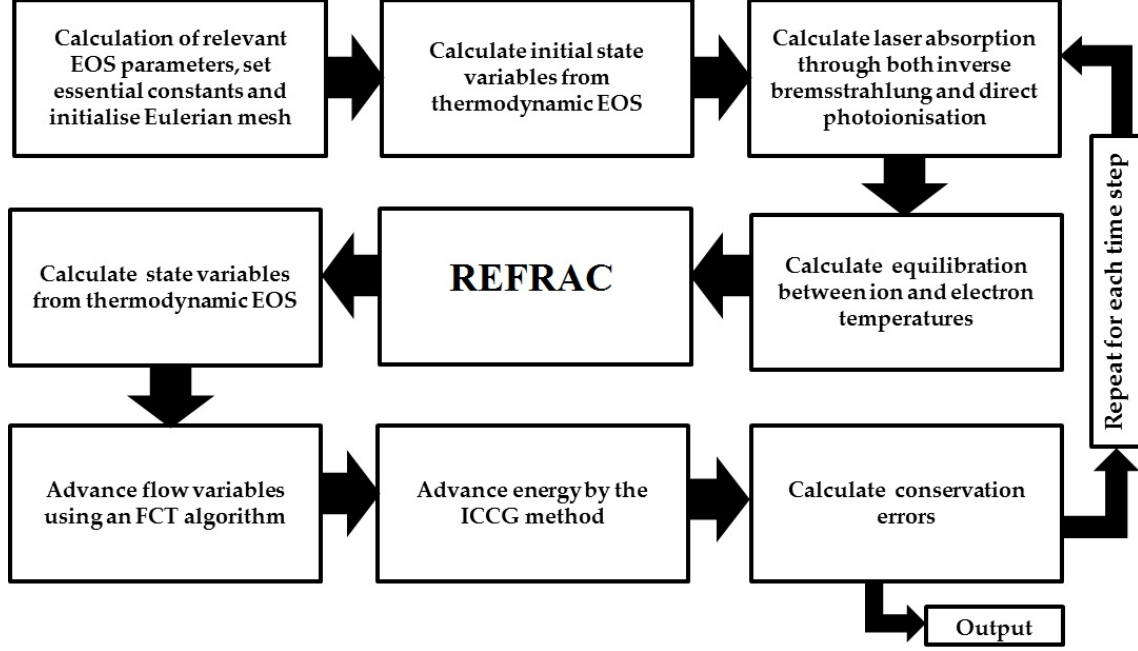 Calculation of relevant
EOS parameters, set
essential constants and
initialise Eulerian mesh
Calculate initial state
variables from
thermodynamic EOS
Calculate laser absorption
through both inverse
bremsstrahlung and direct
photoionisation
Repeat for each time step
Calculate equilibration
between ion and electron
temperatures
REFRAC
Calculate state variables
from thermodynamic EOS
Advance flow variables
using an FCT algorithm
Advance energy by the
ICCG method
Calculate conservation
errors
Output